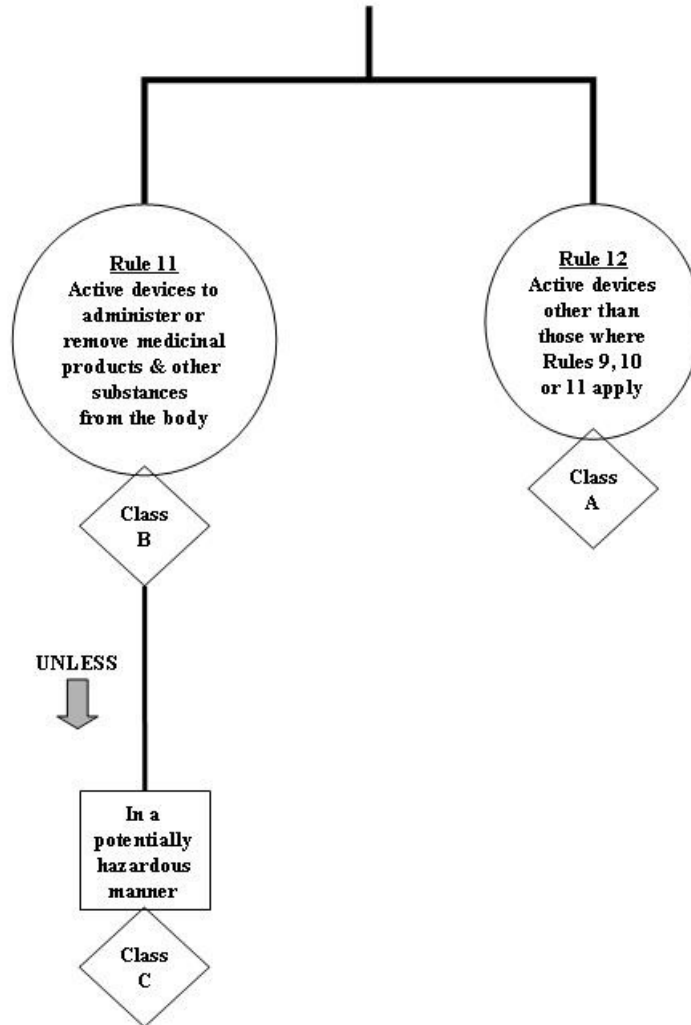 Rule 11
Active devices to
administer or
remove medicinal
products & other
substances
from the body
Class
B
UNLESS
In a
potentially
hazardous
manner
Class
C
Rule 12
Active devices
other than
those where
Rules 9, 10
or 11 apply
Class
A